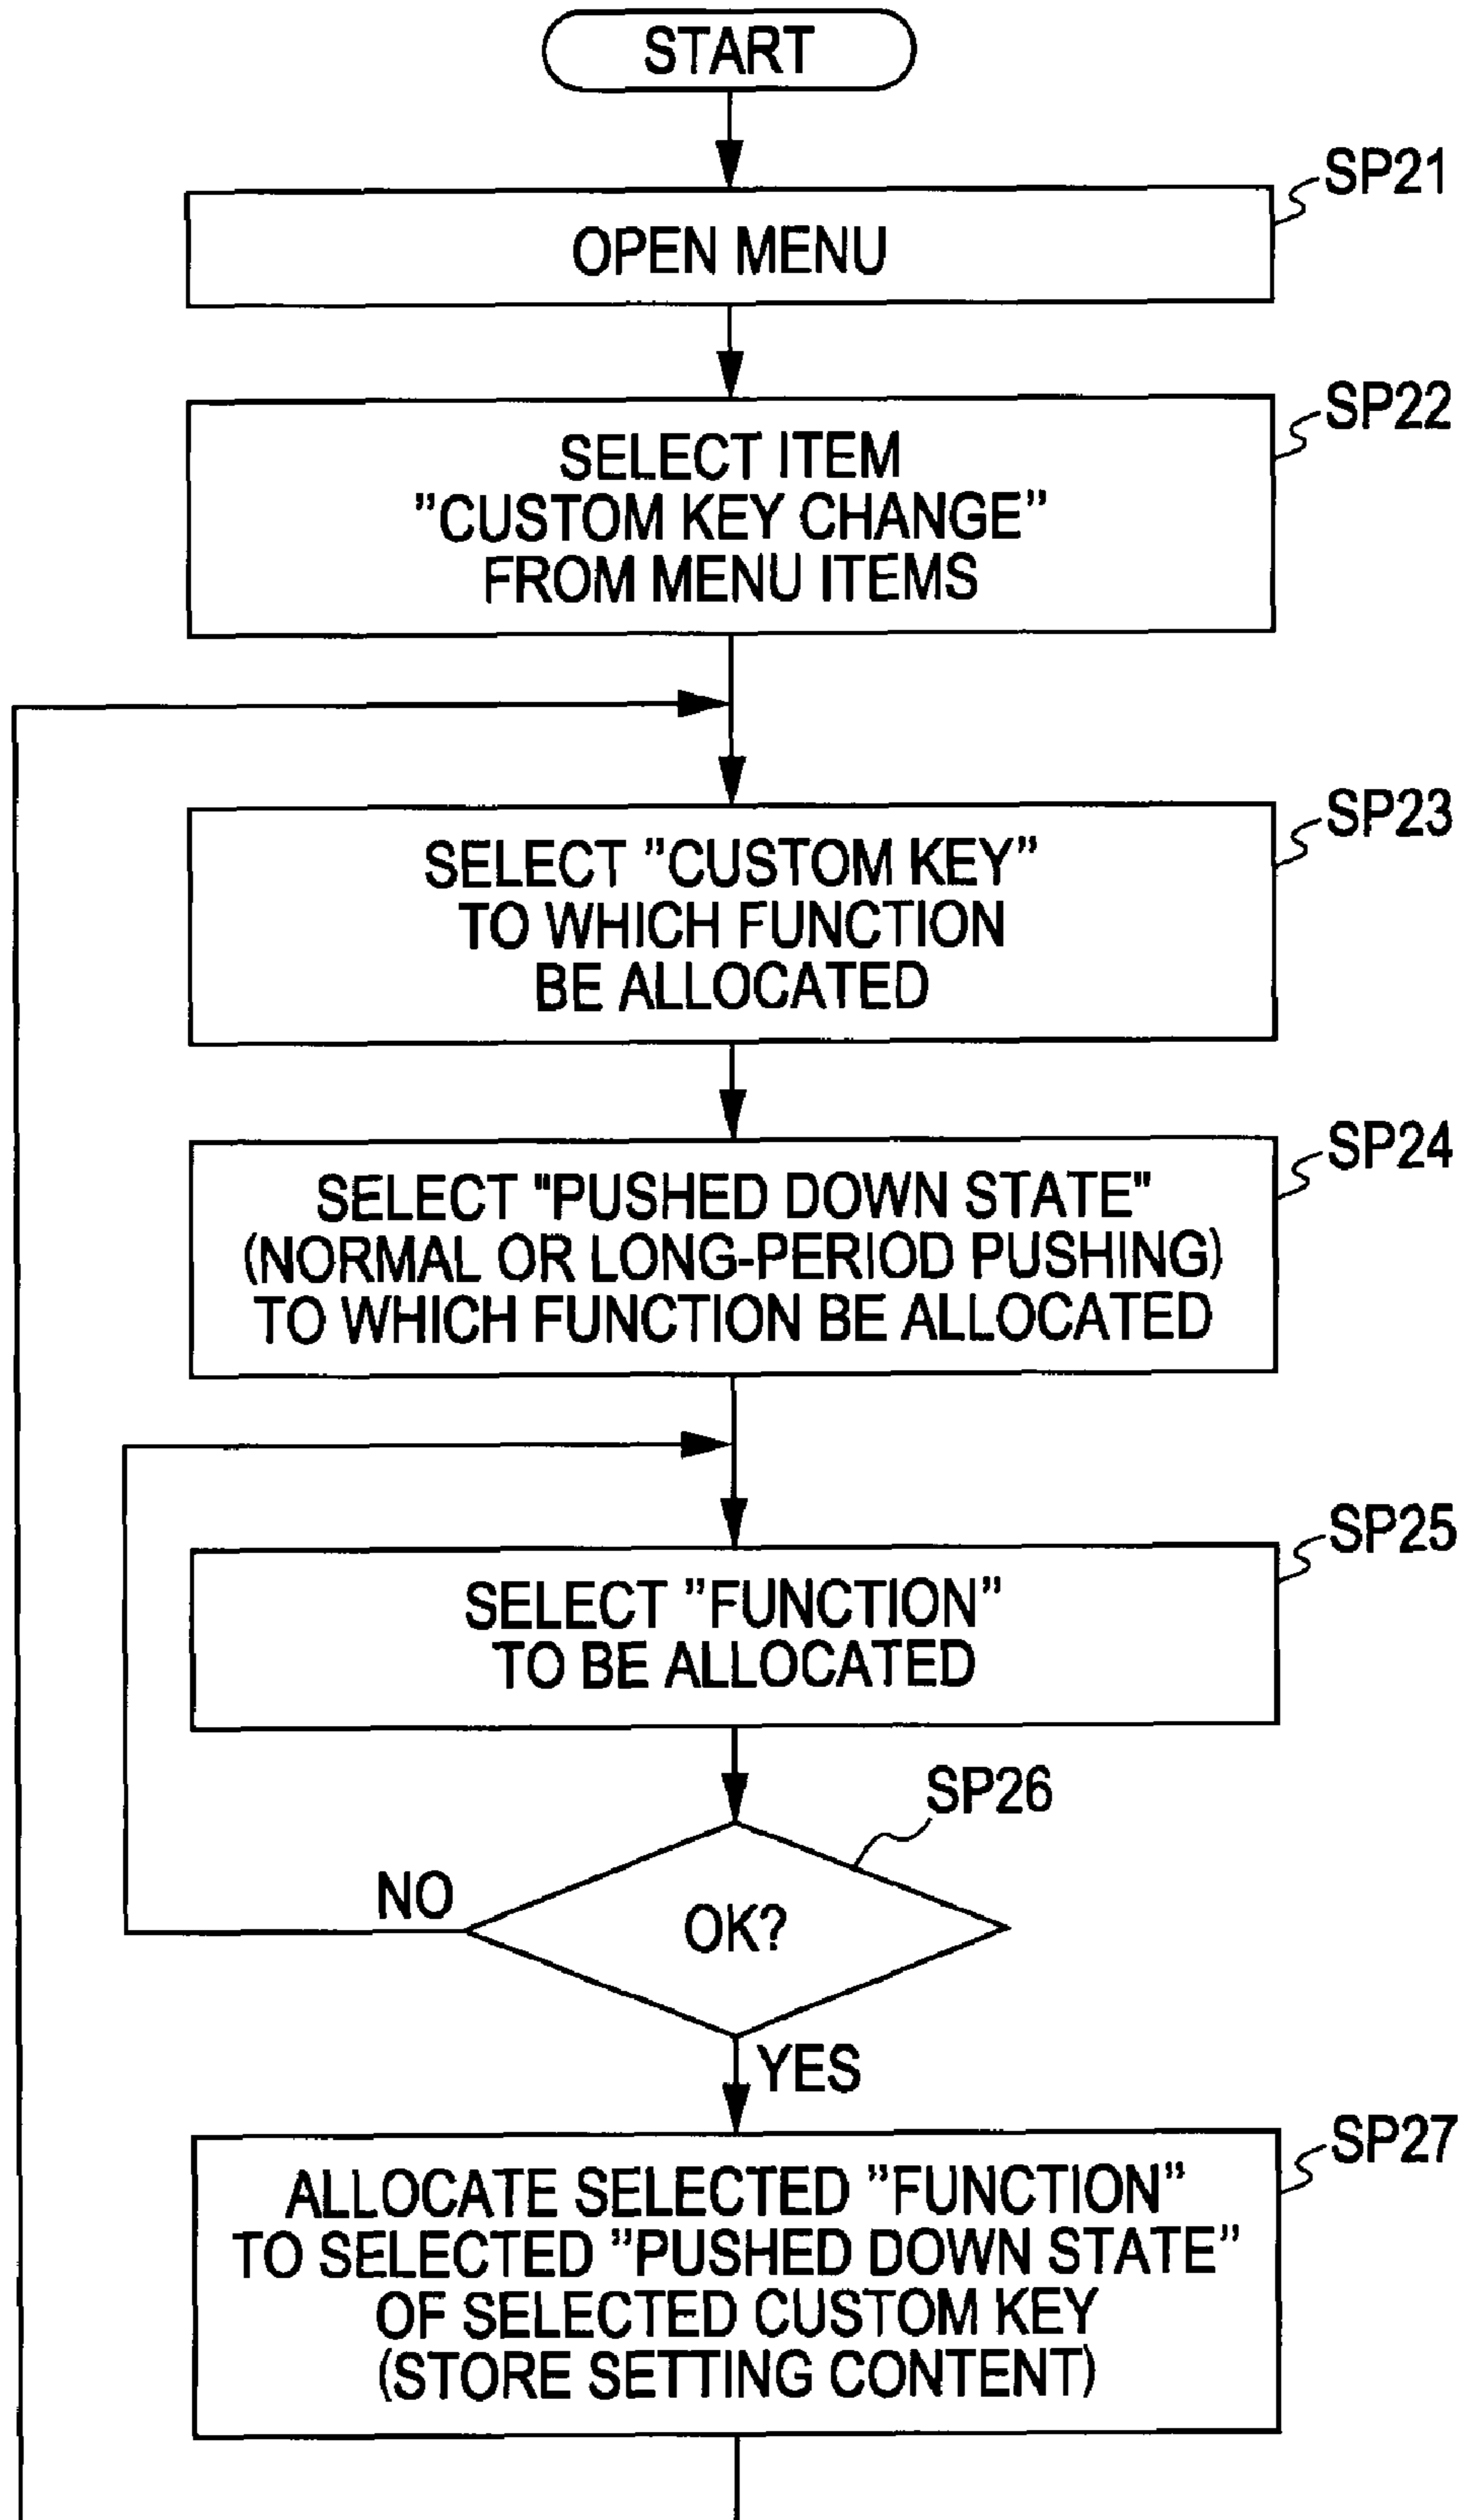 START
SP21
OPEN MENU
SP22
SELECT ITEM
"CUSTOM KEY CHANGE"
FROM MENU ITEMS
SP23
SELECT "CUSTOM KEY"
TO WHICH FUNCTION
BE ALLOCATED
SP24
SELECT "PUSHED DOWN STATE"
(NORMAL OR LONG-PERIOD PUSHING)
TO WHICH FUNCTION BE ALLOCATED
SP25
SELECT "FUNCTION"
TO BE ALLOCATED
SP26
NO
OK?
YES
SP27
ALLOCATE SELECTED "FUNCTION"
TO SELECTED "PUSHED DOWN STATE"
OF SELECTED CUSTOM KEY
(STORE SETTING CONTENT)